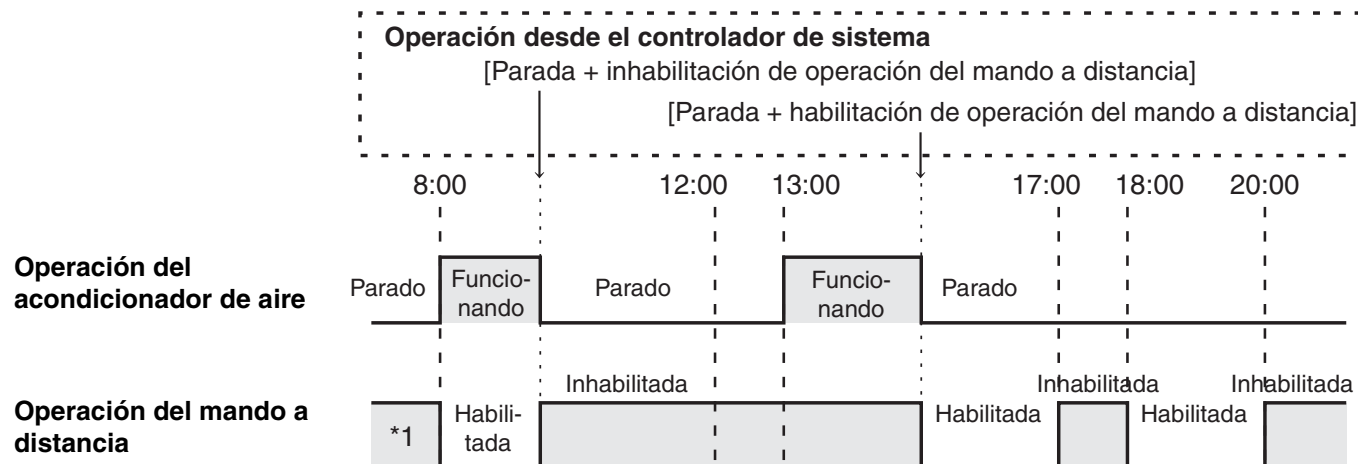 Operación desde el controlador de sistema
[Parada + inhabilitación de operación del mando a distancia]
[Parada + habilitación de operación del mando a distancia]
8:00 12:00 13:00 17:00 18:00 20:00
Operación del
acondicionador de aire
Parado
Funcio-
nando
Parado
Funcio-
nando
Parado
Operación del mando a
distancia
*1
Habili-
tada
Inhabilitada
Habilitada
Inhabilitada
Habilitada
Inhabilitada